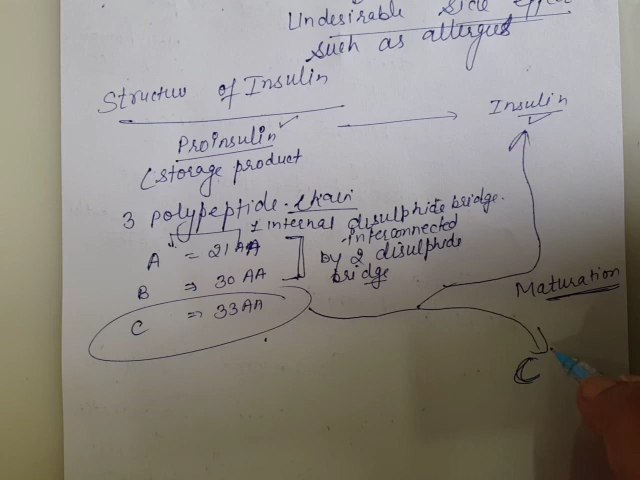 Undesirable side effec
such as allergies
Structure of Insulin
Proinsulin → Insulin
(storage product
3 polypeptide chain
1 internal disulphide bridge.
A = 21 AA
interconnected
by 2 disulphide
bridge
B ⇒ 30 AA
C ⇒ 33 AA
Maturation
C